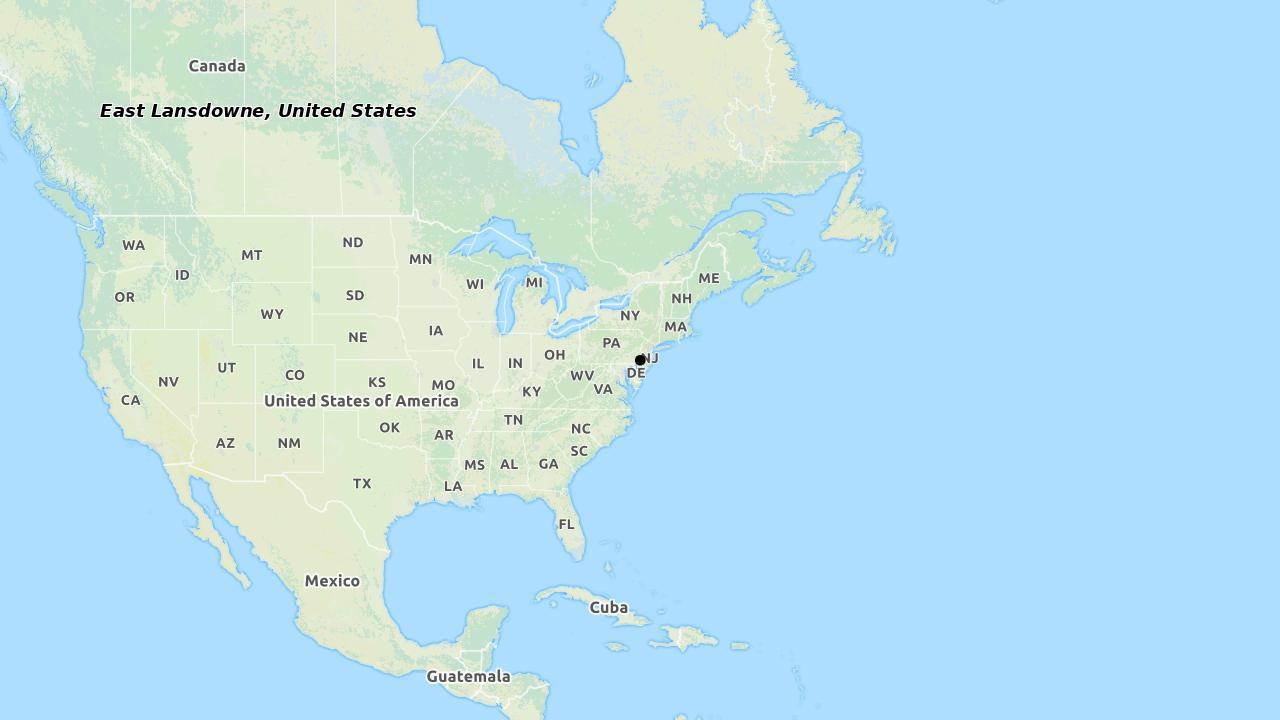 Canada
East Lansdowne, United States
WA
MT
ND
MN
ID
OR
WI
MI
ME
SD
NH
WY
NY
MA
NE
IA
PA
NJ
OH
IL
IN
UT
CO
NV
KS
MO
WV
DE
VA
KY
CA
United States of America
TN
OK
NC
AR
AZ
NM
SC
MS
AL
GA
TX
LA
FL
Mexico
Cuba
Guatemala